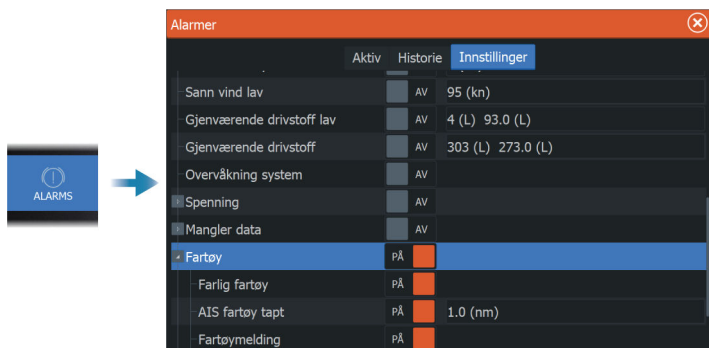 Alarmer
Aktiv Historie Innstillinger
Sann vind lav AV 95 (kn)
Gjenværende drivstoff lav AV 4 (L) 93.0 (L)
Gjenværende drivstoff AV 303 (L) 273.0 (L)
Overvåkning system AV
Spenning AV
Mangler data AV
Fartøy PÅ
Farlig fartøy PÅ
AIS fartøy tapt PÅ 1.0 (nm)
Fartøymelding PÅ
ALARMS